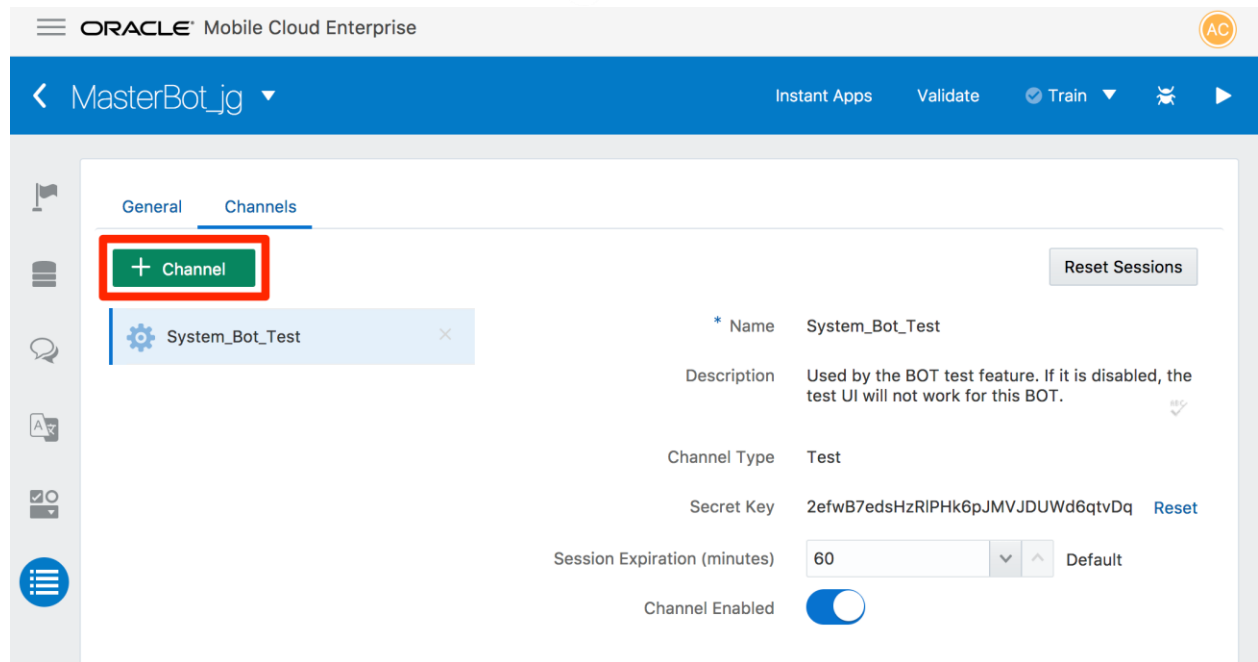 ORACLE® Mobile Cloud Enterprise
AC
MasterBot_jg
Instant Apps Validate Train
General Channels
+ Channel
Reset Sessions
System_Bot_Test
* Name System_Bot_Test
Description Used by the BOT test feature. If it is disabled, the
test UI will not work for this BOT.
Channel Type Test
Secret Key 2efwB7edsHzRlPHk6pJMVJDUWd6qtvDq Reset
Session Expiration (minutes) 60 Default
Channel Enabled